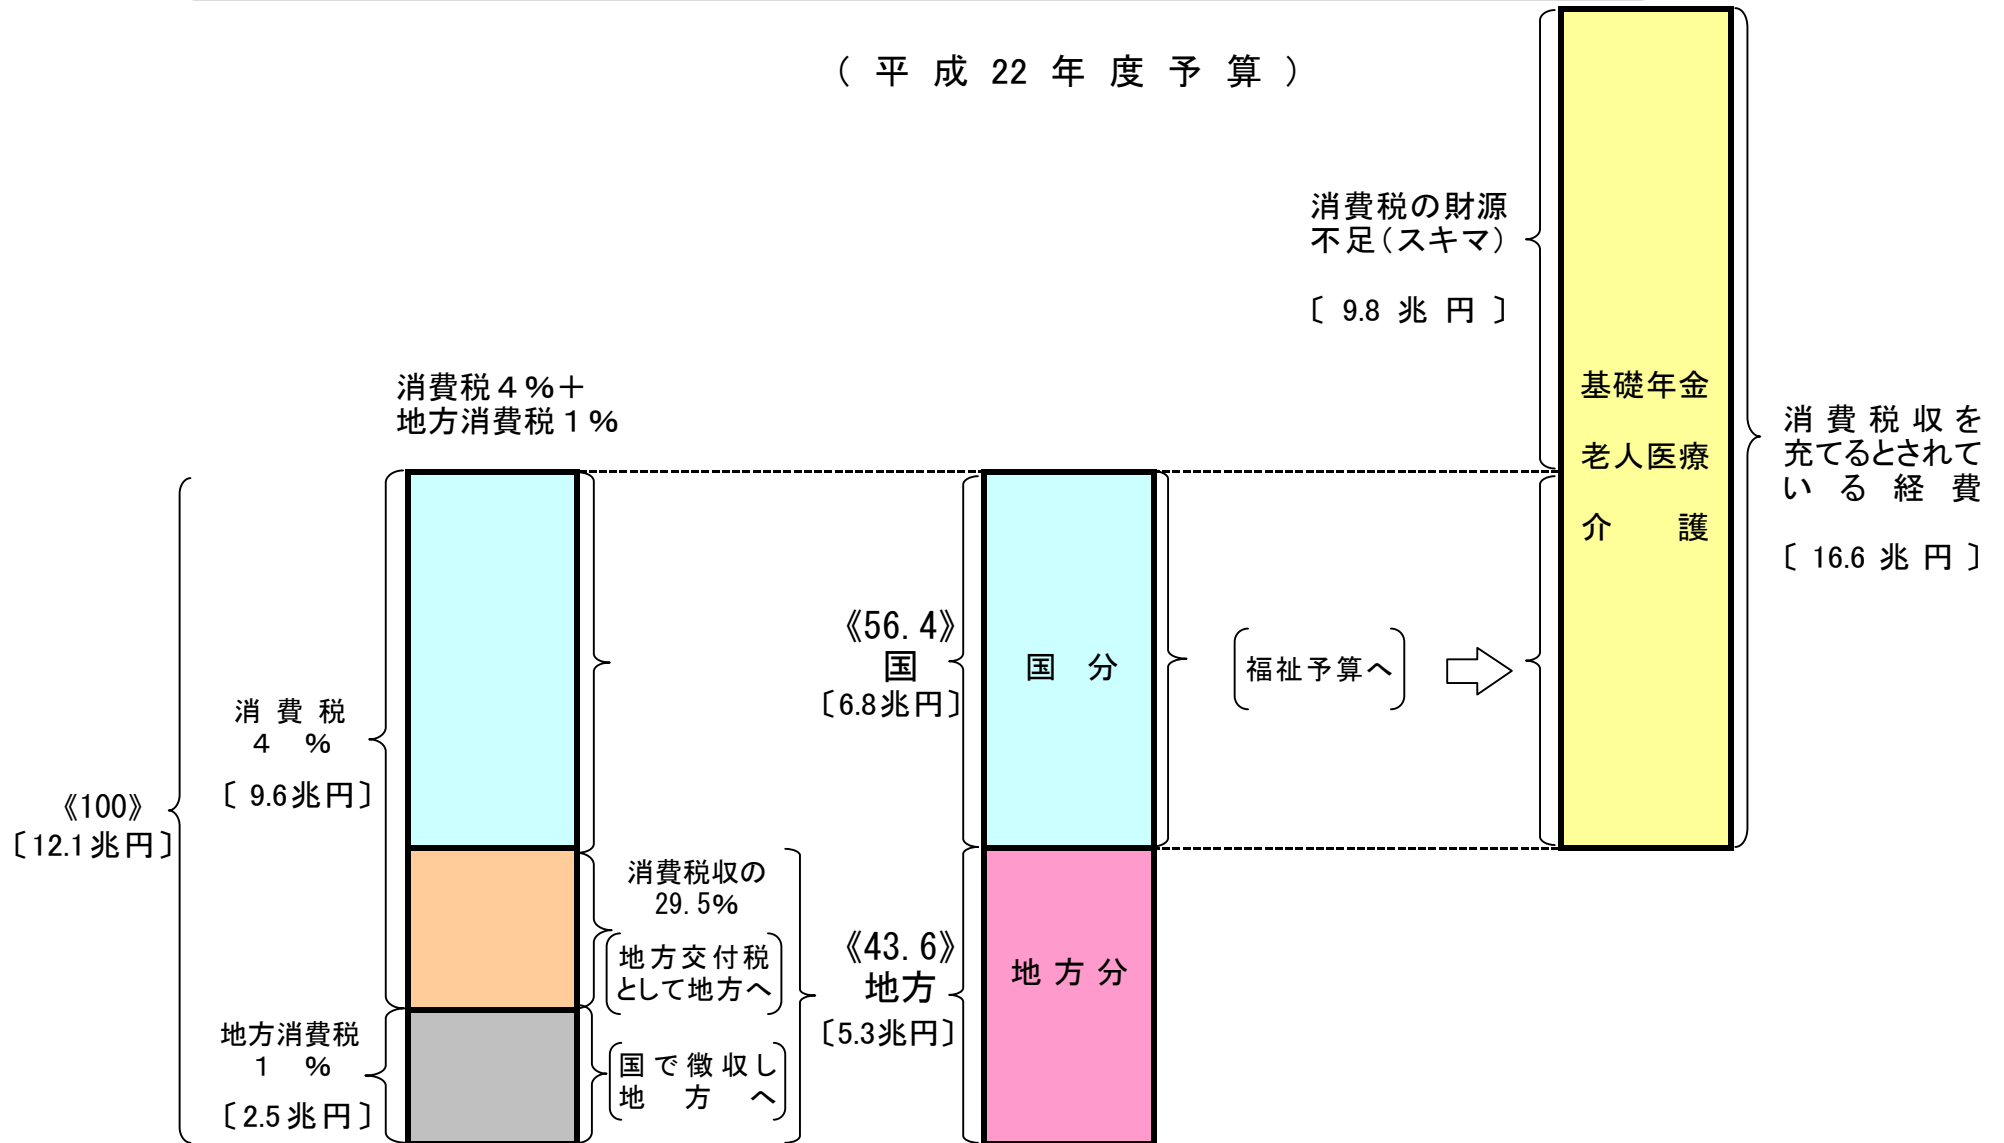 （平成22年度予算）
消費税の財源
不足（スキマ）
〔9.8兆円〕
消費税４％＋
地方消費税１％
基礎年金
老人医療
介護
消費税収を
充てるとされて
いる経費
〔16.6兆円〕
《100》
〔12.1兆円〕
消費税
４％
〔9.6兆円〕
地方消費税
１％
〔2.5兆円〕
消費税収の
29.5％
地方交付税
として地方へ
国で徴収し
地方へ
《56.4》
国
〔6.8兆円〕
《43.6》
地方
〔5.3兆円〕
国分
地方分
福祉予算へ